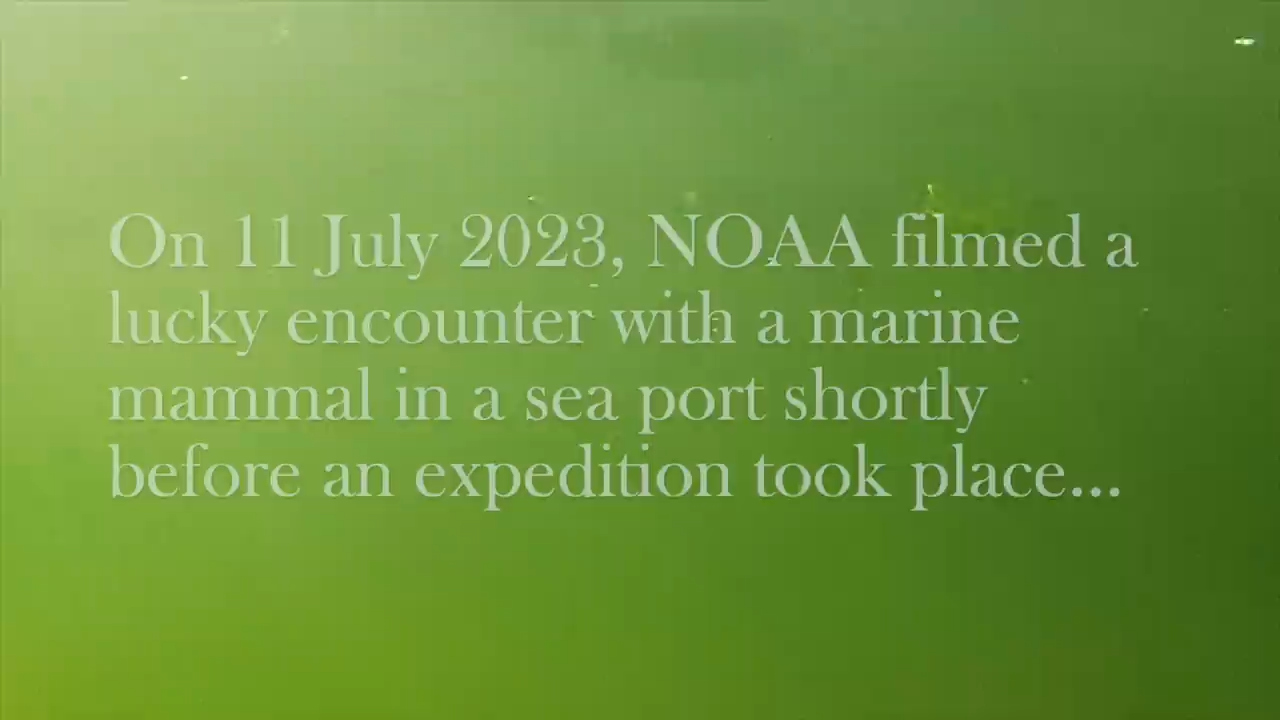 On 11 July 2023, NOAA filmed a
lucky encounter with a marine
mammal in a sea port shortly
before an expedition took place...